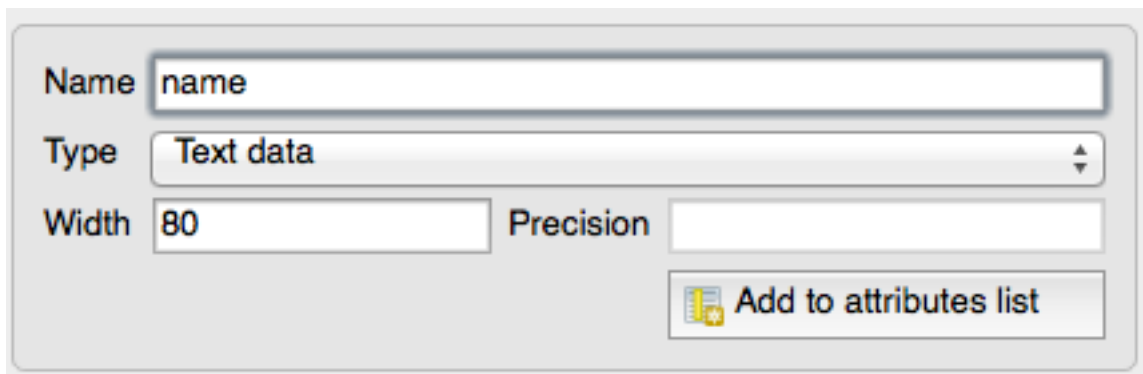 Name name
Type Text data
Width 80 Precision
Add to attributes list